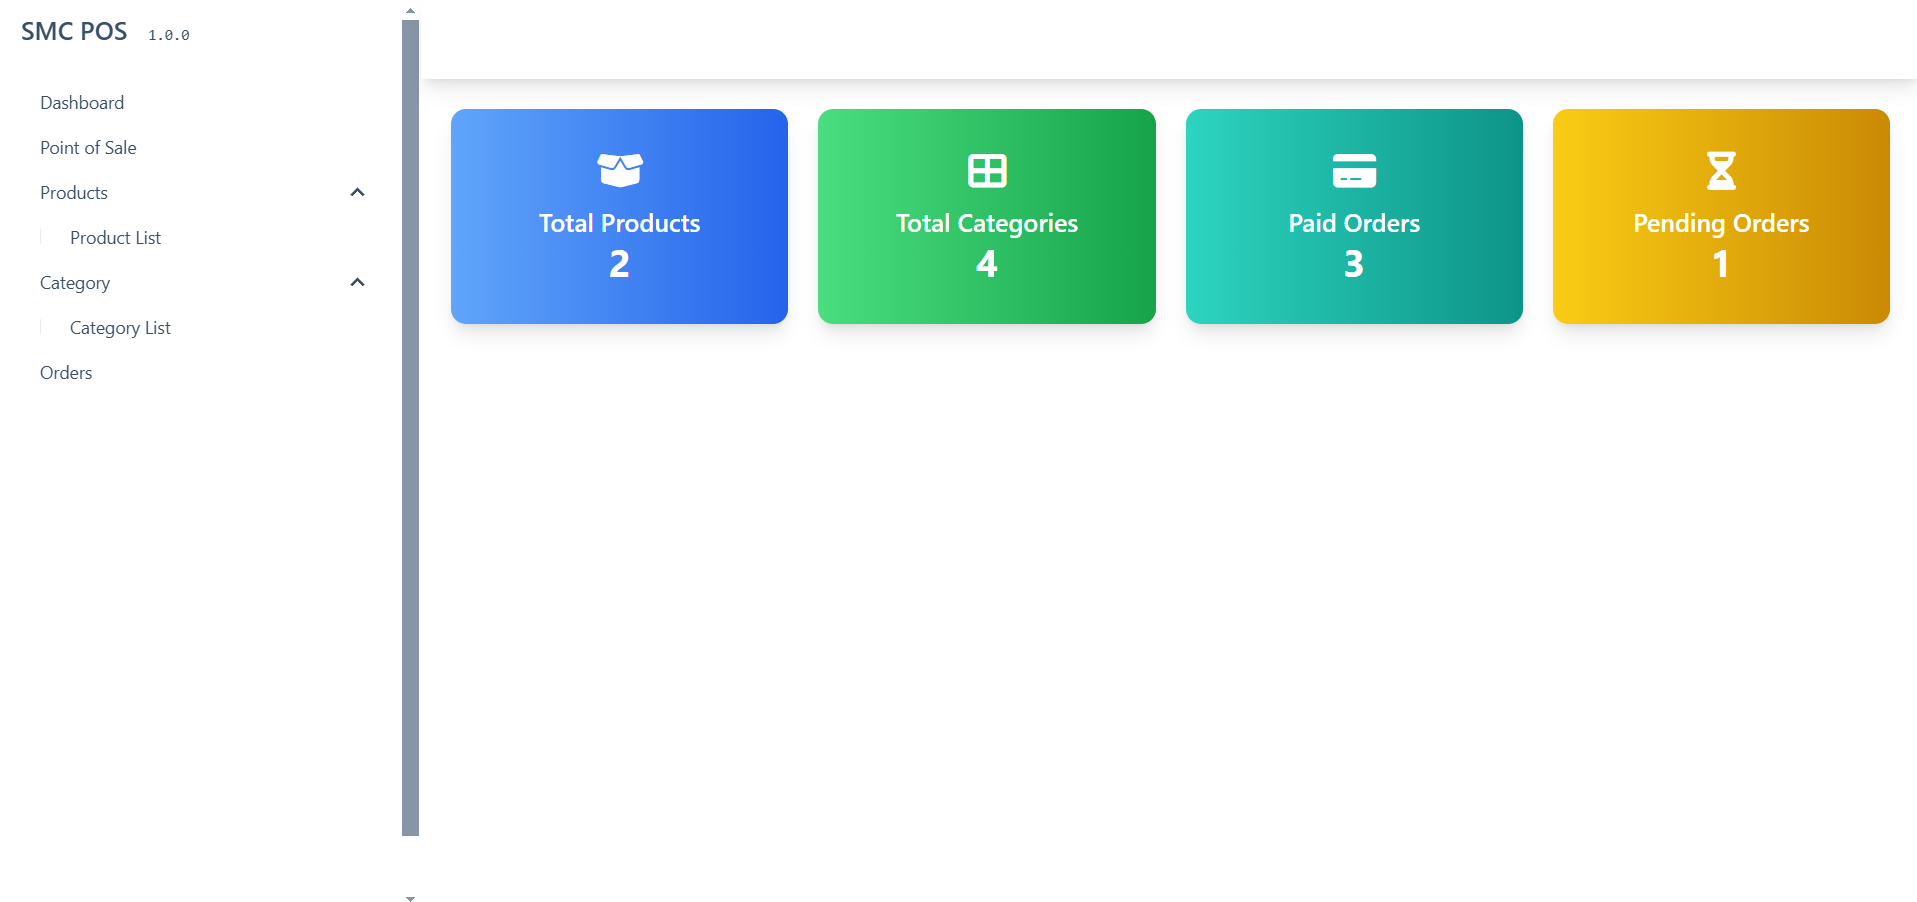 SMC POS 1.0.0
Dashboard
Point of Sale
Products
Product List
Category
Category List
Orders
Total Products
2
Total Categories
4
Paid Orders
3
Pending Orders
1